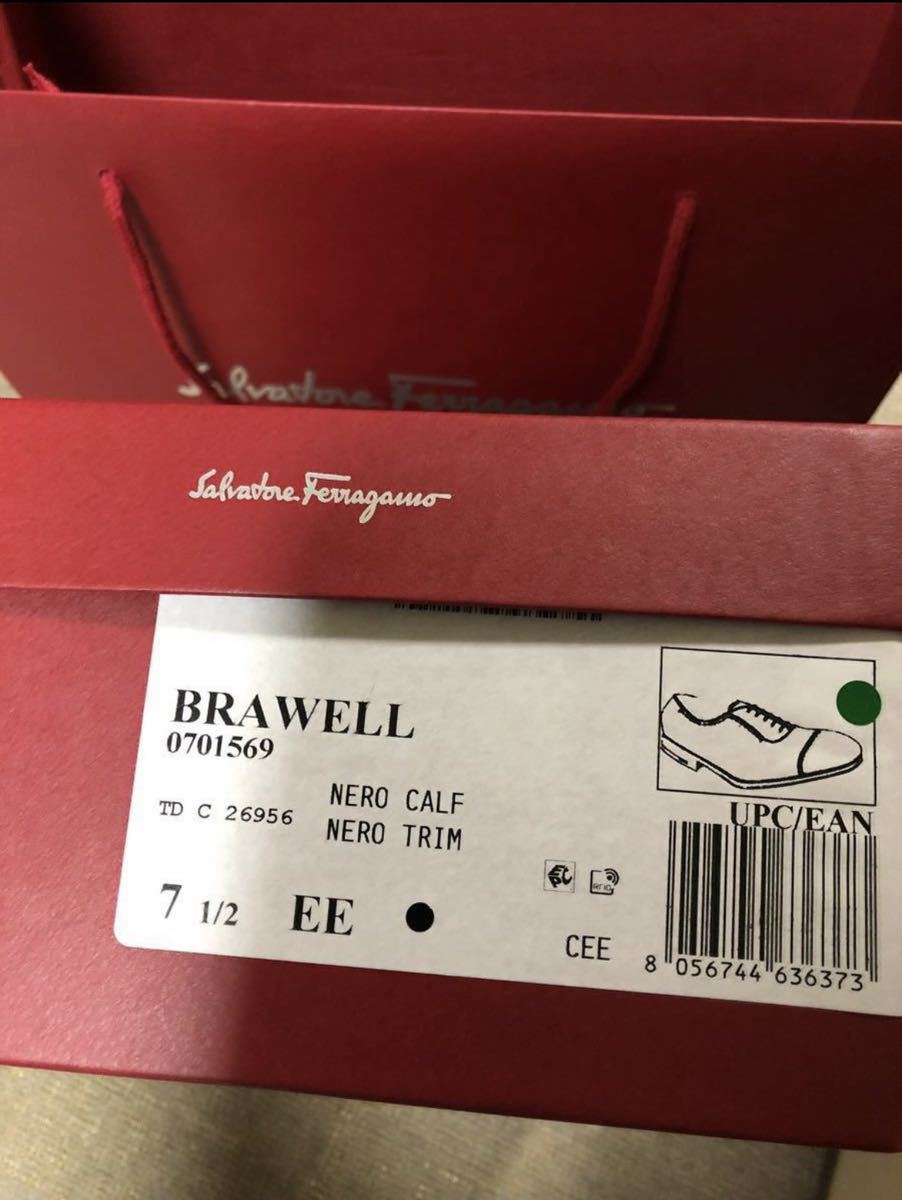 Salvatore Ferragamo
Salvatore Ferragamo
BRAWELL
0701569
TD C 26956
NERO CALF
NERO TRIM
7 1/2 EE
CEE
UPC/EAN
8 056744 636373